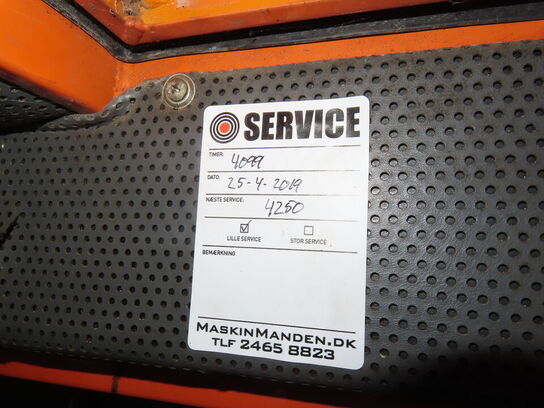 SERVICE
TIMER: 4099
DATO: 25-4-2019
NÆSTE SERVICE: 4250
LILLE SERVICE STOR SERVICE
BEMÆRKNING
MASKINMANDEN.DK
TLF 2465 8823